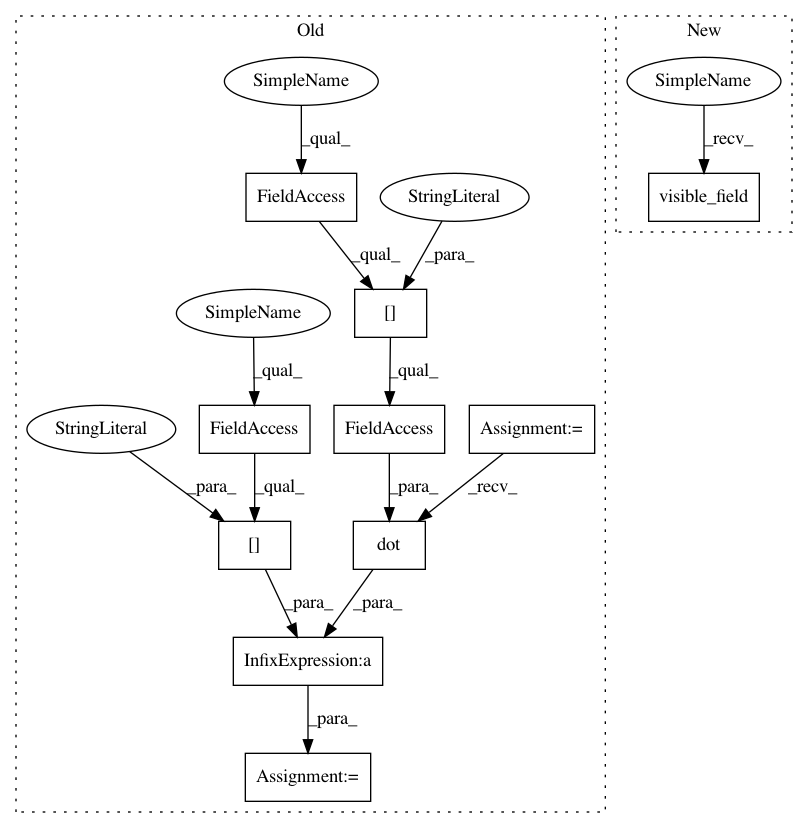 Old
New
SimpleName
SimpleName
_qual_
_recv_
FieldAccess
StringLiteral
visible_field
_qual_
_para_
SimpleName
[]
_qual_
_qual_
StringLiteral
FieldAccess
FieldAccess
Assignment:=
_para_
_qual_
_para_
_recv_
[]
dot
_para_
_para_
InfixExpression:a
_para_
Assignment:=